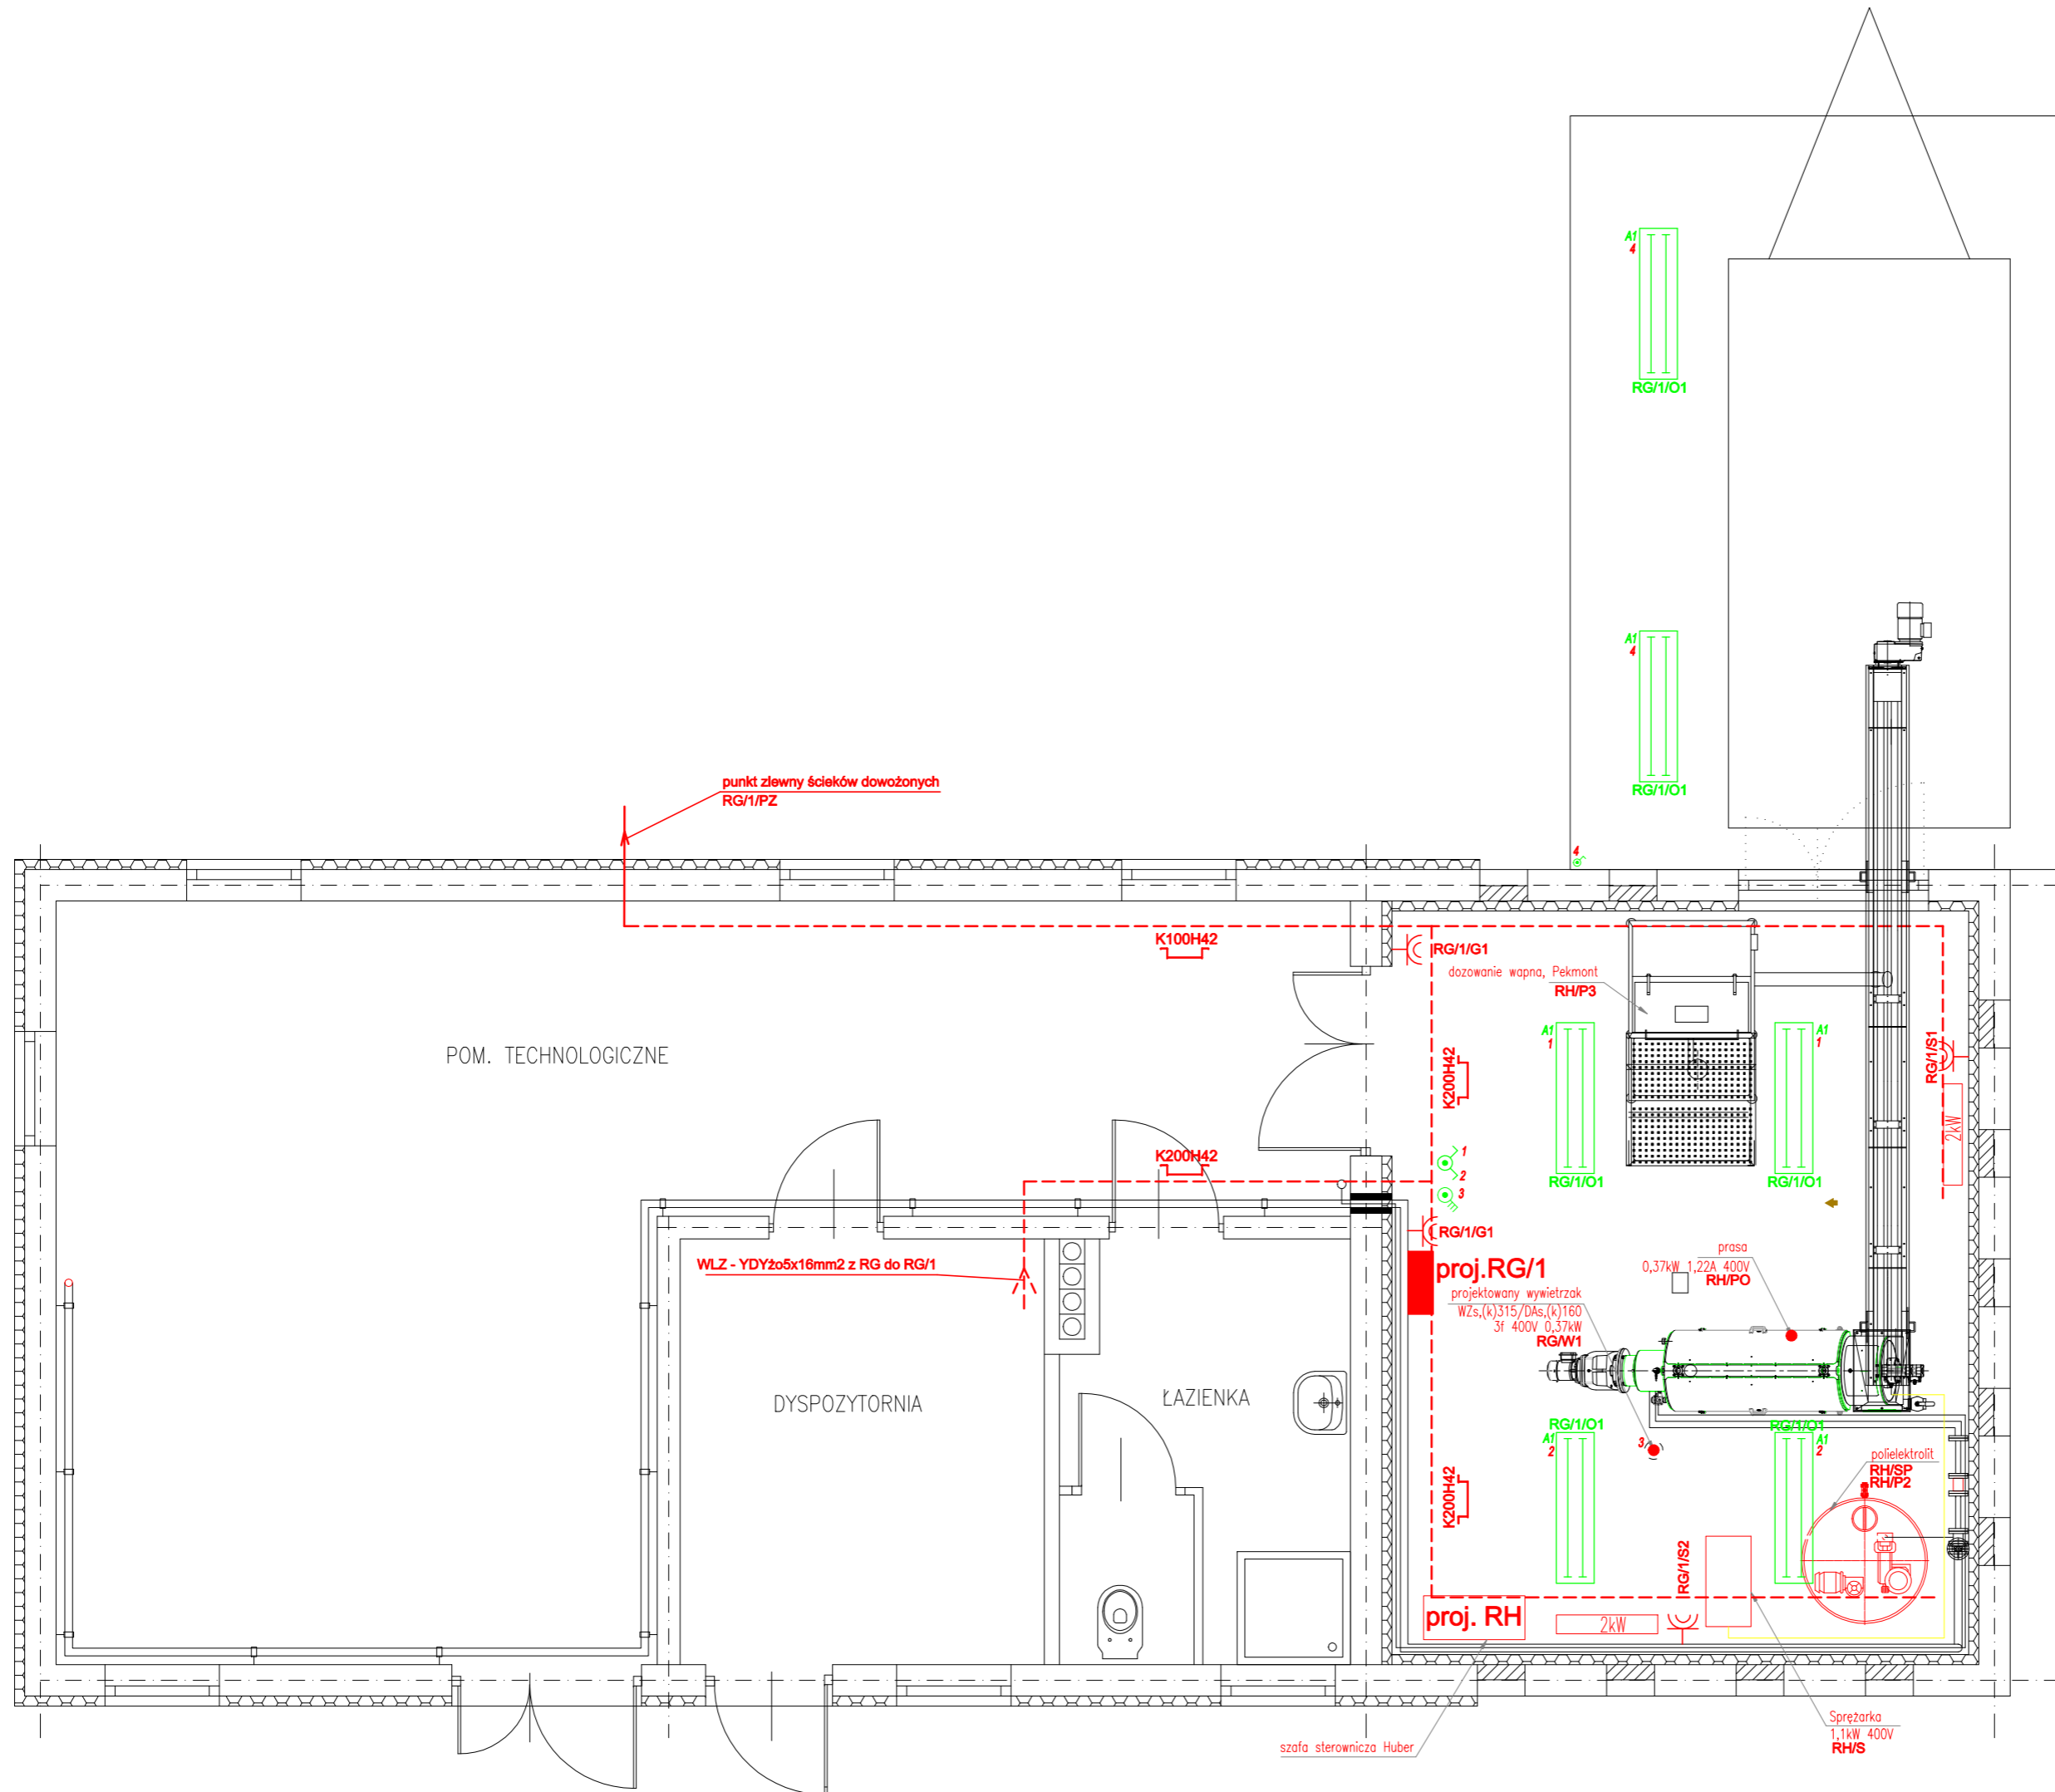 A1
4
RG/1/O1
A1
4
RG/1/O1
punkt zlewny ścieków dowożonych
RG/1/PZ
4
K100H42
RG/1/G1
dozowanie wapna, Pekmont
RH/P3
POM. TECHNOLOGICZNE
A1
1
A1
1
K200H42
RG/1/S1
2kW
K200H42
1
2
3
RG/1/O1
RG/1/O1
RG/1/G1
WLZ - YDYżo5x16mm2 z RG do RG/1
proj.RG/1
prasa
0,37kW 1,22A 400V
RH/PO
projektowany wywietrzak
WZs,(k)315/DAs,(k)160
3f 400V 0,37kW
RG/W1
DYSPOZYTORNIA
ŁAZIENKA
RG/1/O1
RG/1/O1
A1
2
3
A1
2
polielektrolit
RH/SP
RH/P2
K200H42
RG/1/S2
proj. RH
2kW
szafa sterownicza Huber
Sprężarka
1,1kW 400V
RH/S